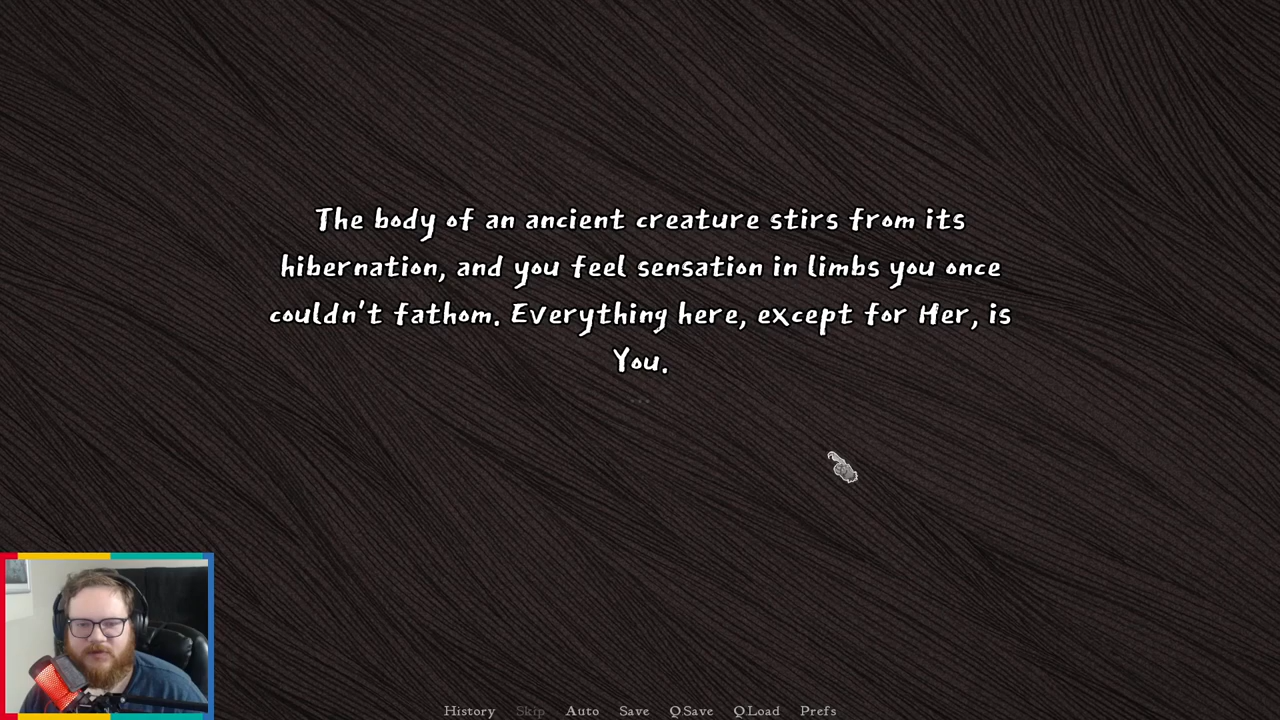 The body of an ancient creature stirs from its
hibernation, and you feel sensation in limbs you once
couldn't fathom. Everything here, except for Her, is
You.
...
History Skip Auto Save Q.Save Q.Load Prefs